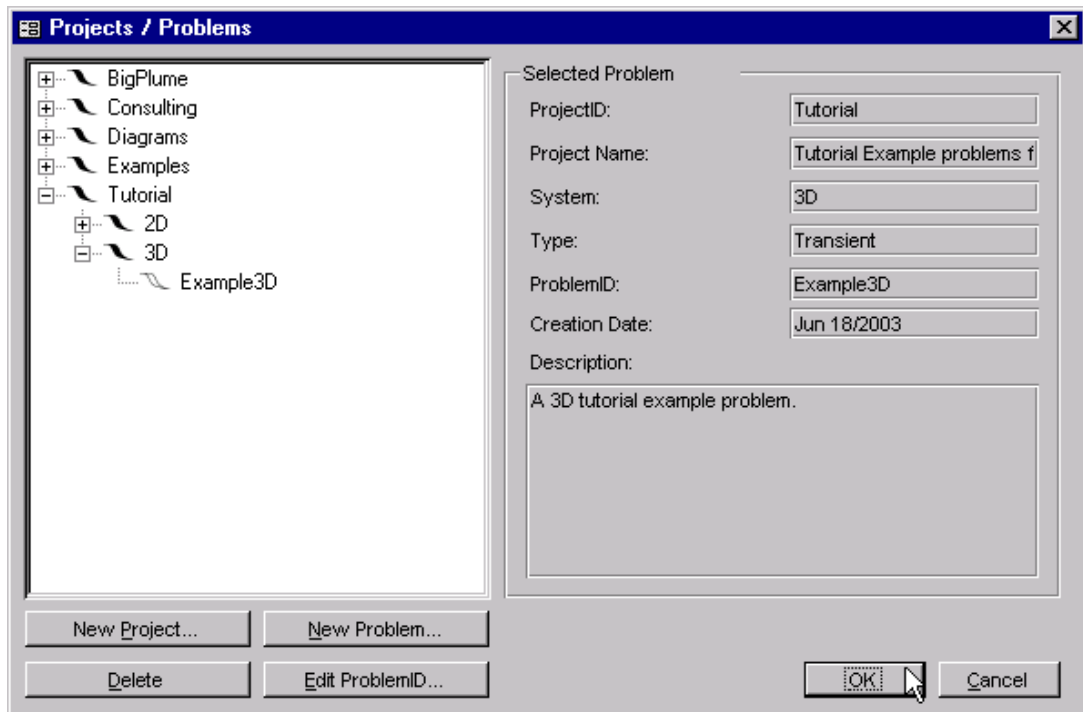 Projects / Problems
BigPlume
Consulting
Diagrams
Examples
Tutorial
2D
3D
Example3D
New Project...
New Problem...
Delete
Edit ProblemID...
Selected Problem
ProjectID: Tutorial
Project Name: Tutorial Example problems f
System: 3D
Type: Transient
ProblemID: Example3D
Creation Date: Jun 18/2003
Description:
A 3D tutorial example problem.
OK
Cancel